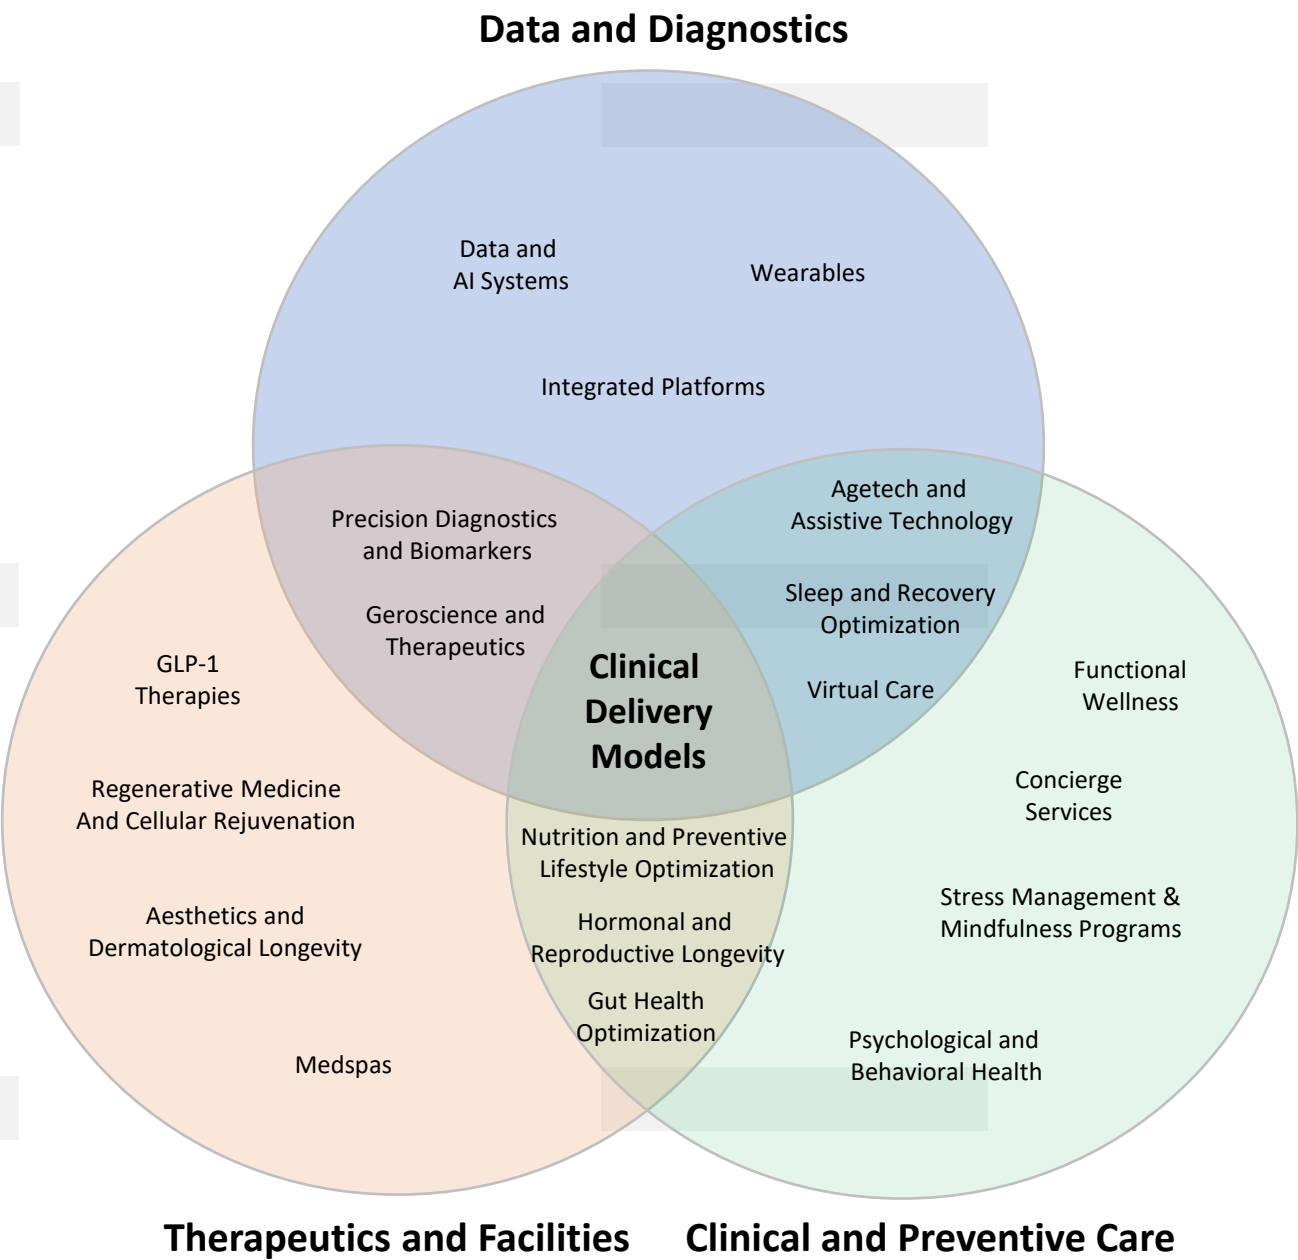 Data and Diagnostics
Data and
AI Systems
Wearables
Integrated Platforms
Precision Diagnostics
and Biomarkers
Geroscience and
Therapeutics
Agetech and
Assistive Technology
Sleep and Recovery
Optimization
Virtual Care
Clinical
Delivery
Models
GLP-1
Therapies
Regenerative Medicine
And Cellular Rejuvenation
Aesthetics and
Dermatological Longevity
Medspas
Nutrition and Preventive
Lifestyle Optimization
Hormonal and
Reproductive Longevity
Gut Health
Optimization
Functional
Wellness
Concierge
Services
Stress Management &
Mindfulness Programs
Psychological and
Behavioral Health
Therapeutics and Facilities
Clinical and Preventive Care